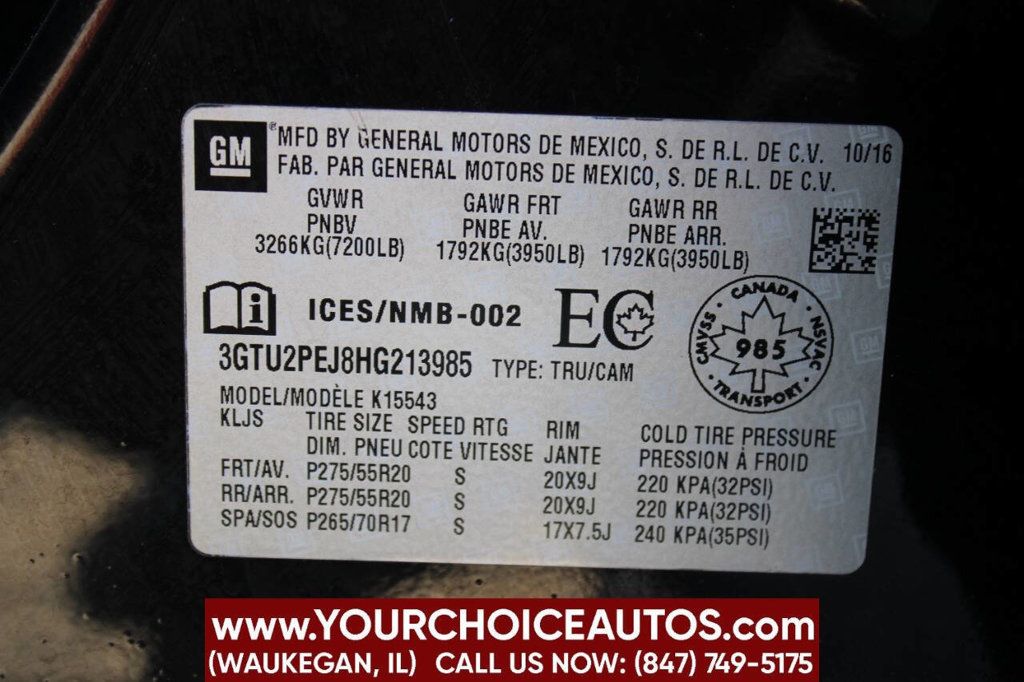 GM ® MFD BY GENERAL MOTORS DE MEXICO, S. DE R.L. DE C.V. 10/16
FAB. PAR GENERAL MOTORS DE MEXICO, S. DE R.L. DE C.V.
GVWR GAWR FRT GAWR RR
PNBV PNBE AV. PNBE ARR.
3266KG(7200LB) 1792KG(3950LB) 1792KG(3950LB)
i ICES/NMB-002 EC
CANADA
CMVSS 985 NSVAC
TRANSPORT
3GTU2PEJ8HG213985 TYPE: TRU/CAM
MODEL/MODÈLE K15543
KLJS TIRE SIZE SPEED RTG RIM COLD TIRE PRESSURE
DIM. PNEU COTE VITESSE JANTE PRESSION À FROID
FRT/AV. P275/55R20 S 20X9J 220 KPA(32PSI)
RR/ARR. P275/55R20 S 20X9J 220 KPA(32PSI)
SPA/SOS P265/70R17 S 17X7.5J 240 KPA(35PSI)
www.YOURCHOICEAUTOS.com
(WAUKEGAN, IL) CALL US NOW: (847) 749-5175